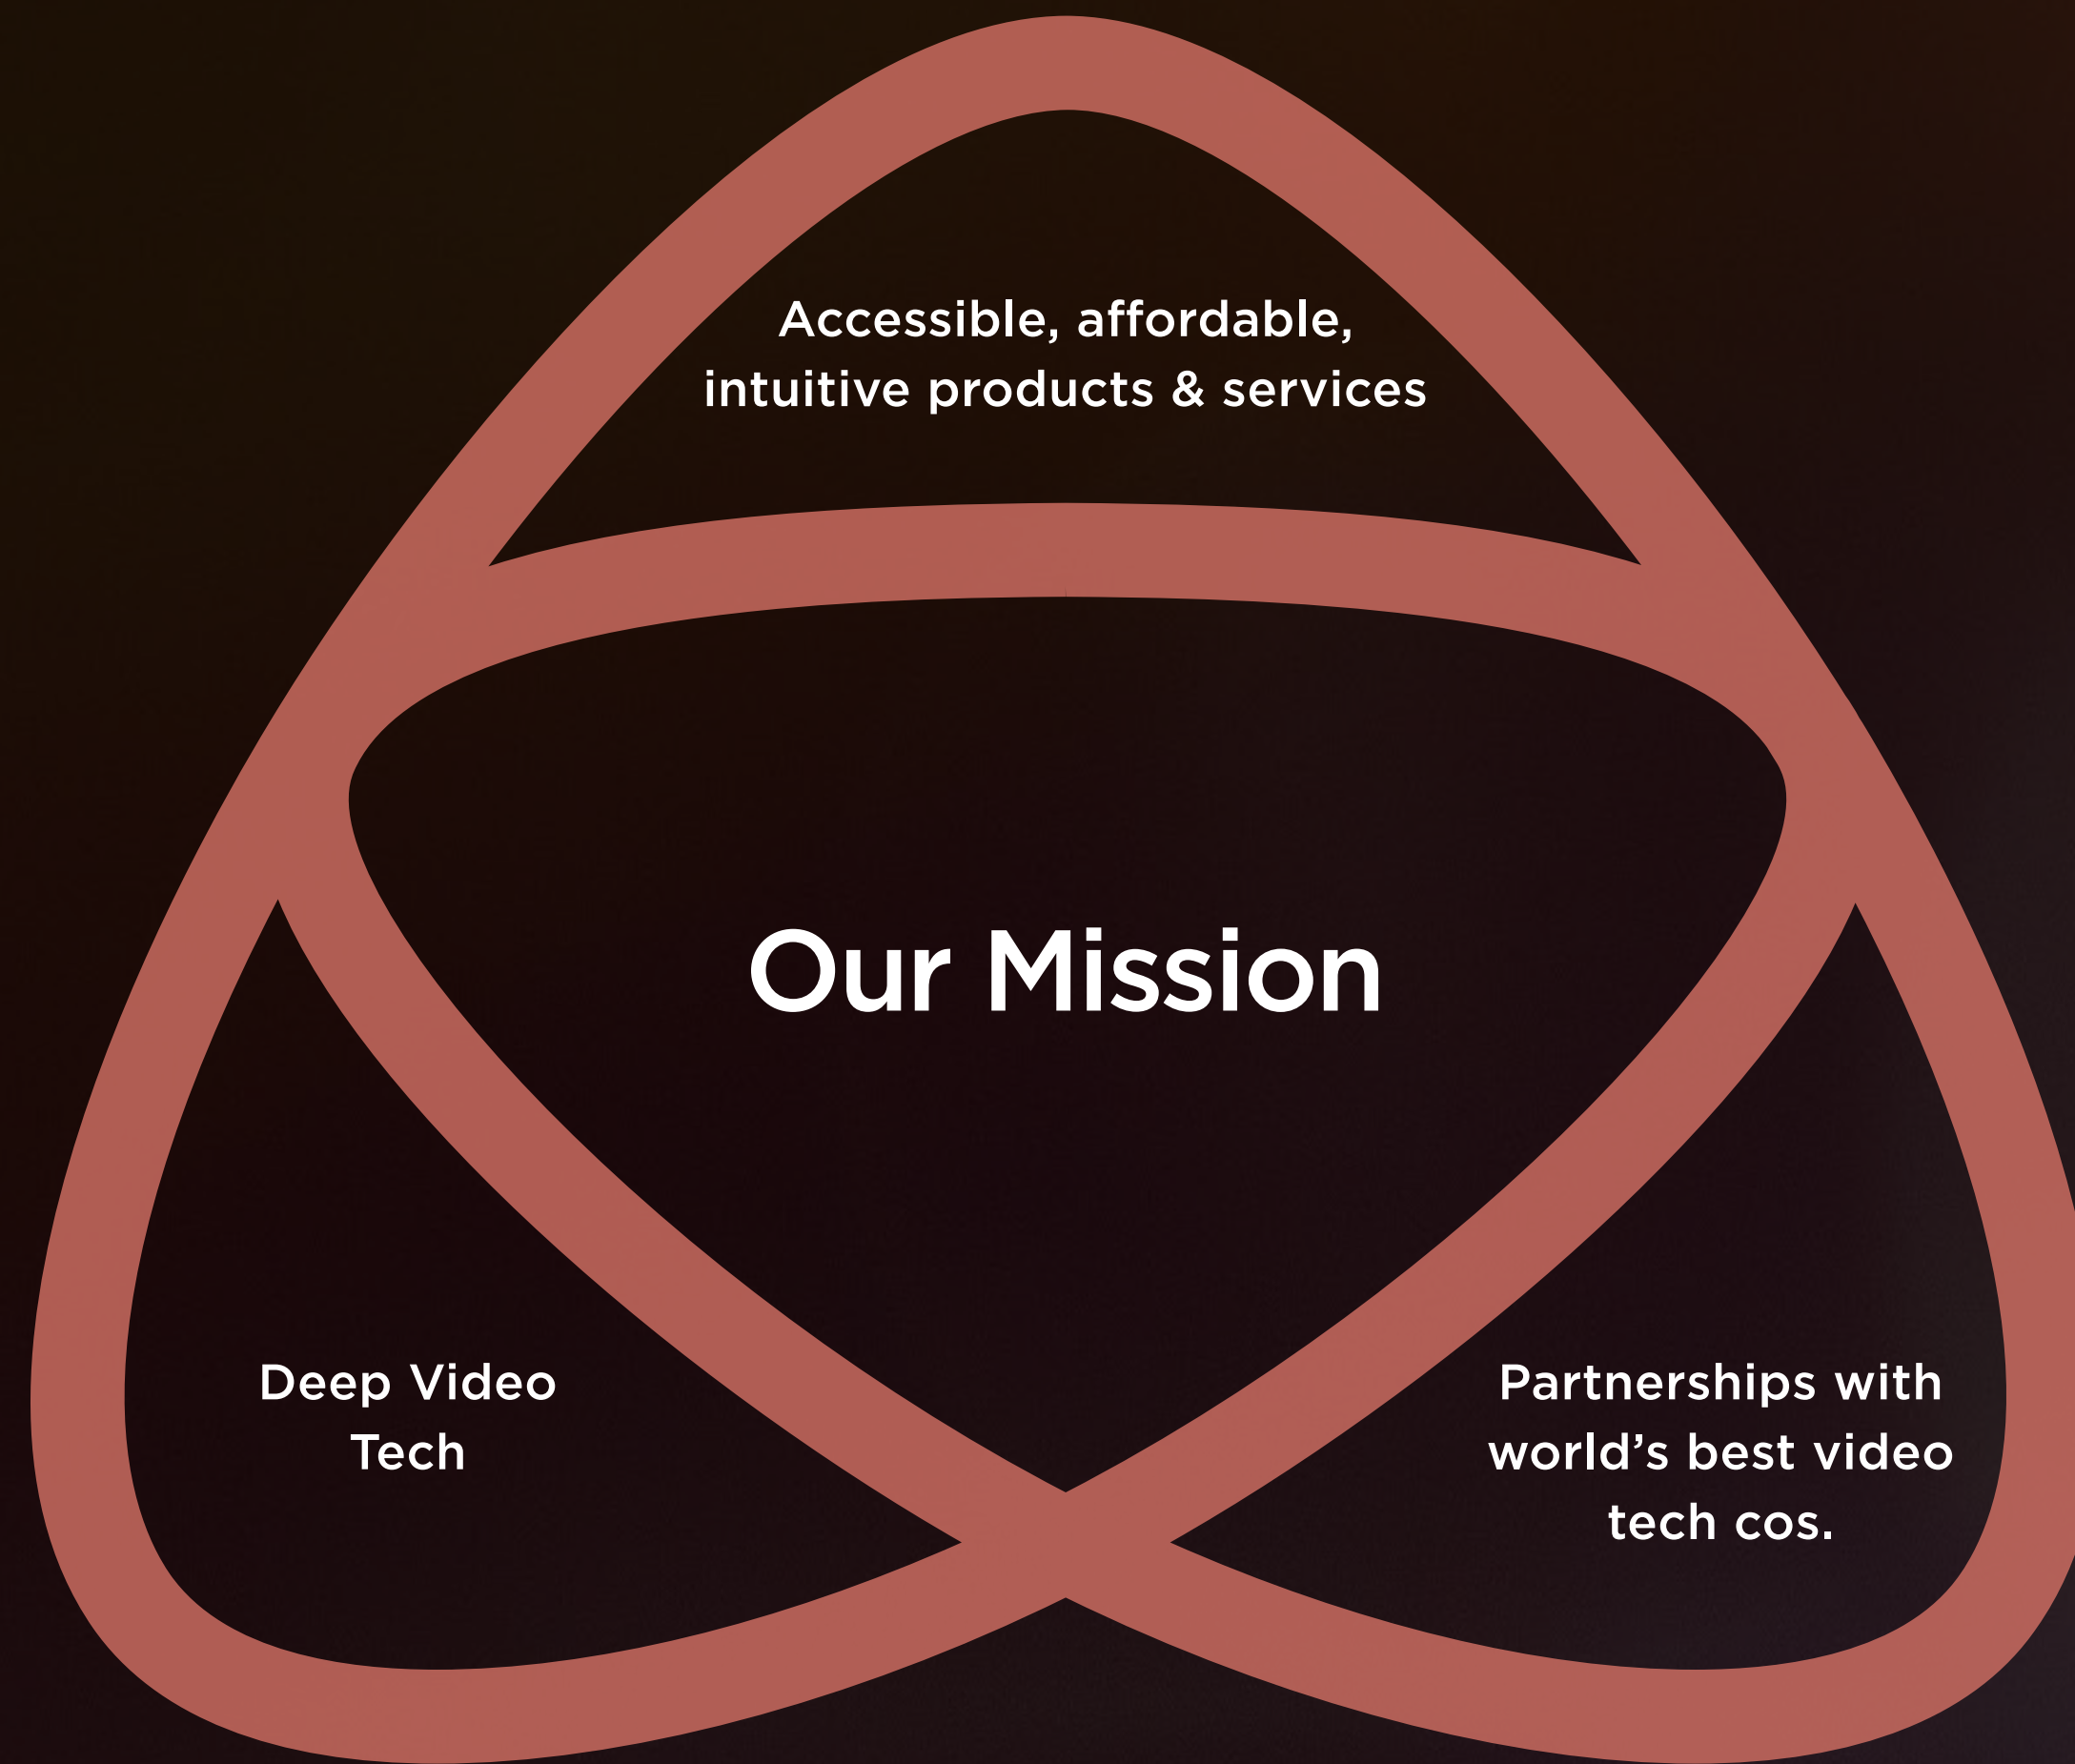 Accessible, affordable,
intuitive products & services
Our Mission
Deep Video
Tech
Partnerships with
world’s best video
tech cos.